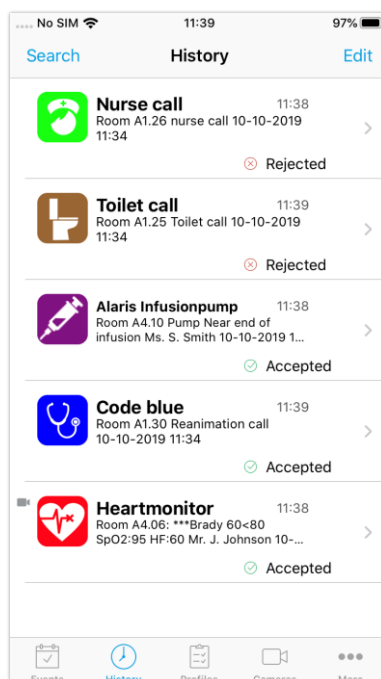 No SIM 11:39 97%
Search History Edit
Nurse call 11:38
Room A1.26 nurse call 10-10-2019
11:34
Rejected
Toilet call 11:39
Room A1.25 Toilet call 10-10-2019
11:34
Rejected
Alaris Infusionpump 11:38
Room A4.10 Pump Near end of
infusion Ms. S. Smith 10-10-2019 1...
Accepted
Code blue 11:39
Room A1.30 Reanimation call
10-10-2019 11:34
Accepted
Heartmonitor 11:38
Room A4.06: ***Brady 60<80
SpO2:95 HF:60 Mr. J. Johnson 10-...
Accepted
Events History Profiles Cameras More